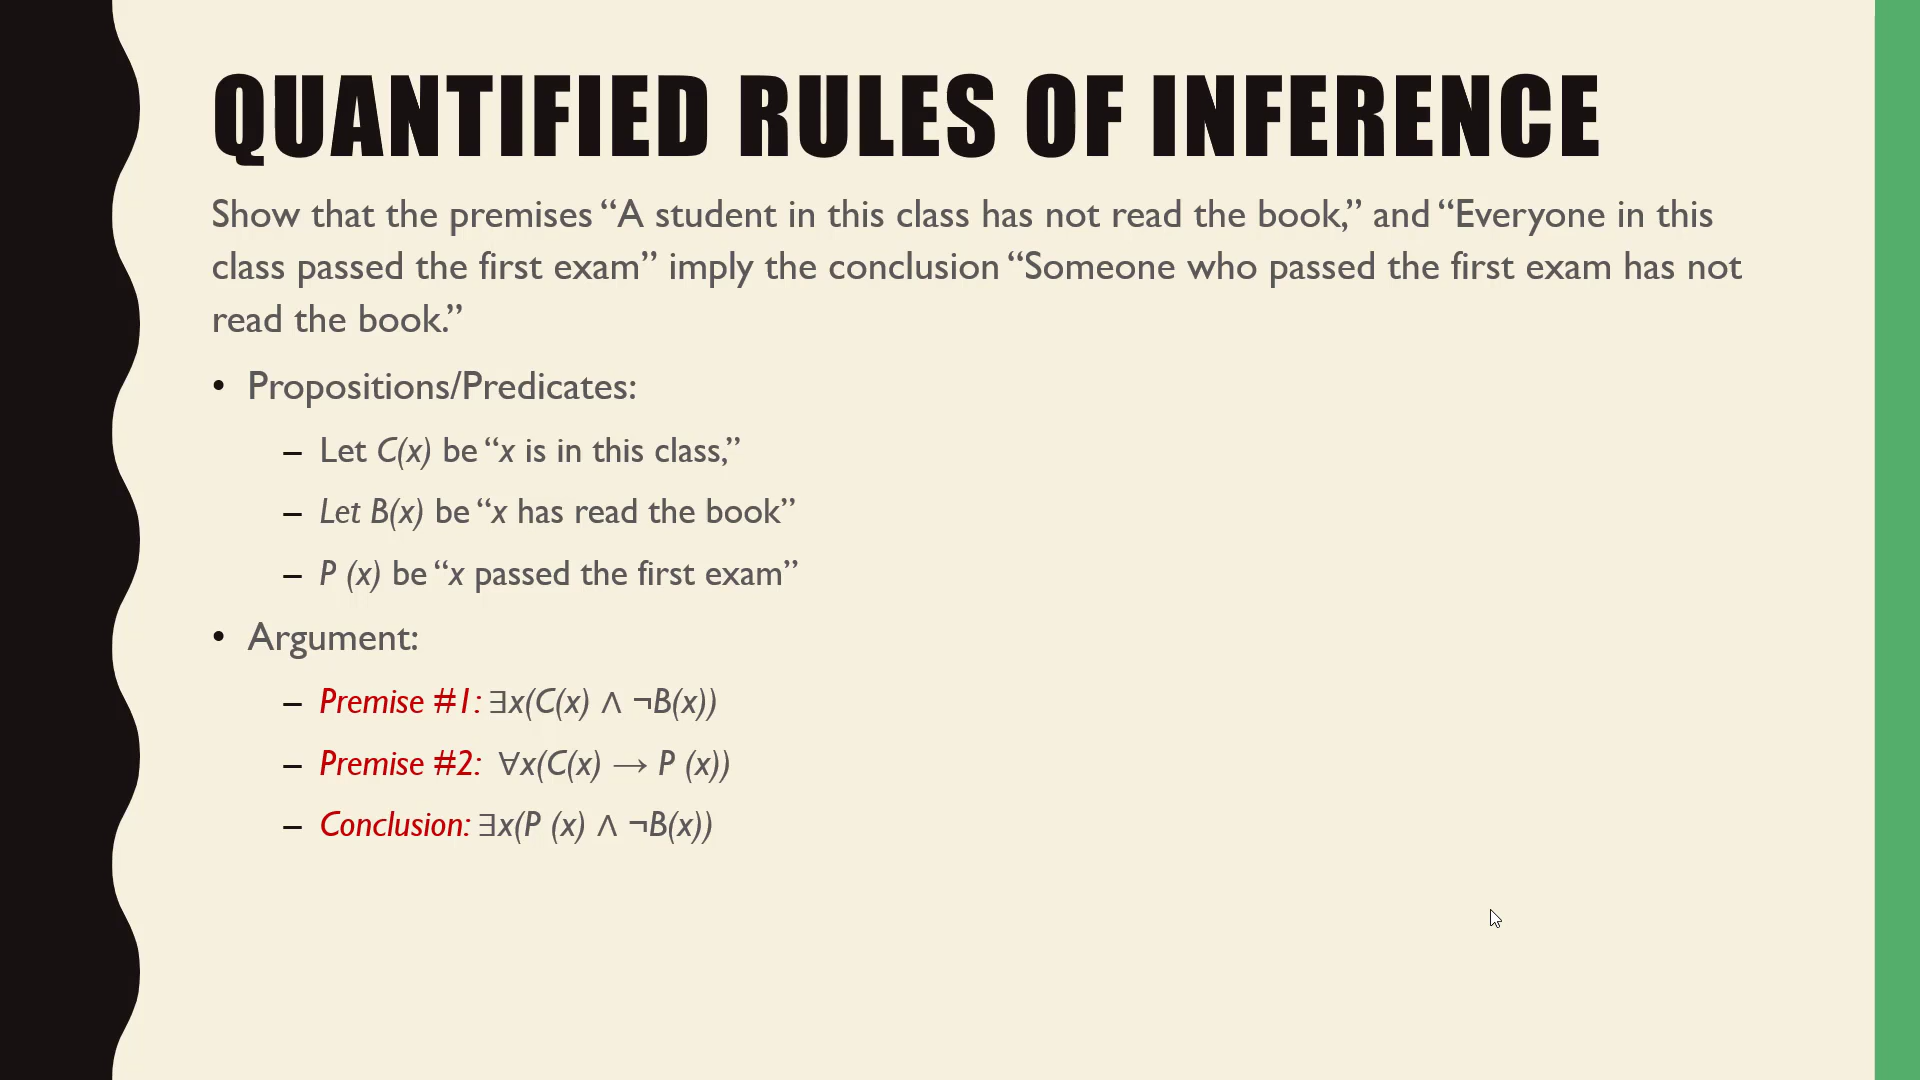 QUANTIFIED RULES OF INFERENCE
Show that the premises “A student in this class has not read the book,” and “Everyone in this
class passed the first exam” imply the conclusion “Someone who passed the first exam has not
read the book.”
• Propositions/Predicates:
– Let C(x) be “x is in this class,”
– Let B(x) be “x has read the book”
– P (x) be “x passed the first exam”
• Argument:
– Premise #1: ∃x(C(x) ∧ ¬B(x))
– Premise #2: ∀x(C(x) → P (x))
– Conclusion: ∃x(P (x) ∧ ¬B(x))